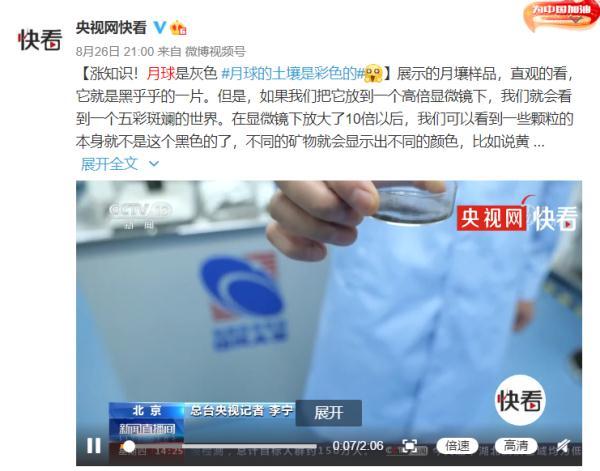 为中国加油
快看
央视网快看
8月26日 21:00 来自 微博视频号
【涨知识！月球是灰色 #月球的土壤是彩色的#】展示的月壤样品，直观的看，
它就是黑乎乎的一片。但是，如果我们把它放到一个高倍显微镜下，我们就会看
到一个五彩斑斓的世界。在显微镜下放大了10倍以后，我们可以看到一些颗粒的
本身就不是这个黑色的了，不同的矿物就会显示出不同的颜色，比如说黄 ...
展开全文
CCTV 13
新闻
央视网 快看
快看
北京
总台央视记者 李宁
展开
新闻直播间
0:07/2:06
倍速
高清
星期四 14:25